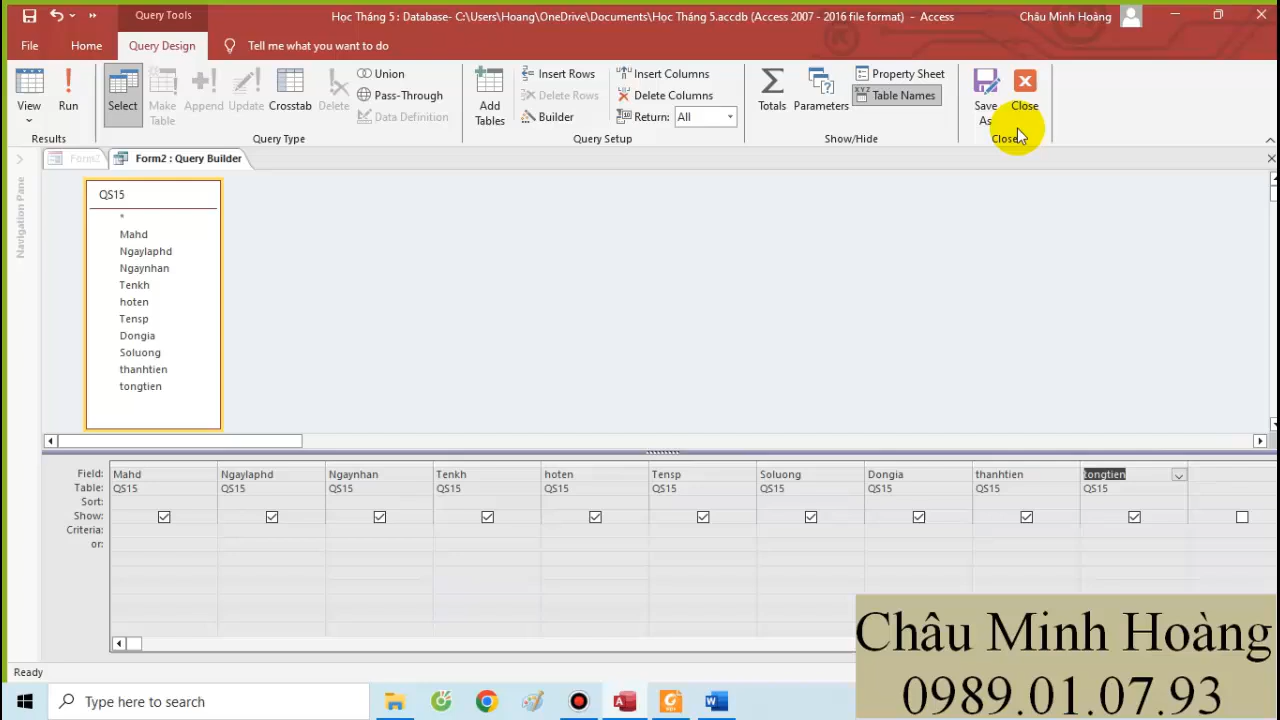 Query Tools
Học Tháng 5 : Database- C:\Users\Hoang\OneDrive\Documents\Học Tháng 5.accdb (Access 2007 - 2016 file format) - Access
Châu Minh Hoàng
File
Home
Query Design
Tell me what you want to do
View
Run
Select
Make Table
Append
Update
Crosstab
Delete
Union
Pass-Through
Data Definition
Add Tables
Insert Rows
Delete Rows
Builder
Insert Columns
Delete Columns
Return: All
Totals
Parameters
Property Sheet
XYZ Table Names
Save As
Close
Results
Query Type
Query Setup
Show/Hide
Close
Form2
Form2 : Query Builder
Navigation Pane
QS15
*
Mahd
Ngaylaphd
Ngaynhan
Tenkh
hoten
Tensp
Dongia
Soluong
thanhtien
tongtien
Field: Mahd Ngaylaphd Ngaynhan Tenkh hoten Tensp Soluong Dongia thanhtien tongtien
Table: QS15 QS15 QS15 QS15 QS15 QS15 QS15 QS15 QS15 QS15
Sort:
Show:
Criteria:
or:
Châu Minh Hoàng
0989.01.07.93
Ready
Type here to search